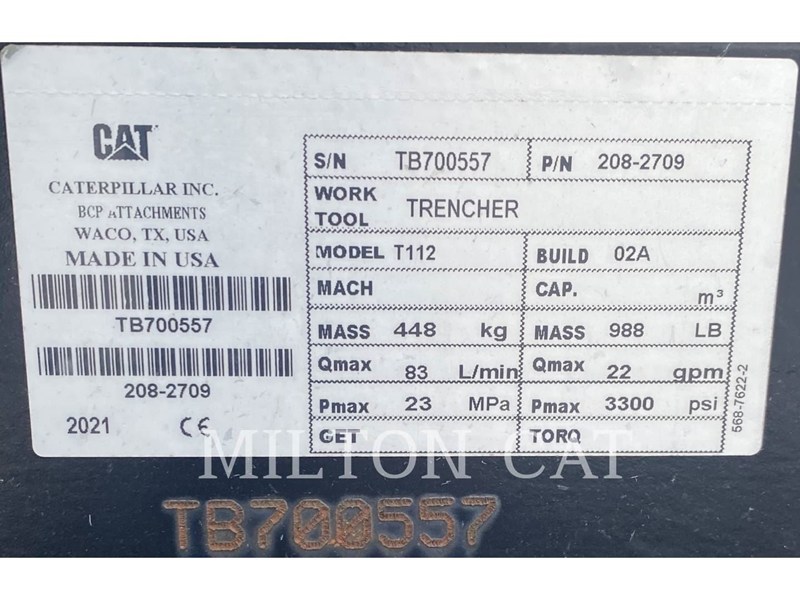 CAT
CATERPILLAR INC.
BCP ATTACHMENTS
WACO, TX, USA
MADE IN USA
TB700557
208-2709
2021 CE
S/N TB700557 P/N 208-2709
WORK TOOL TRENCHER
MODEL T112 BUILD 02A
MACH CAP. m³
MASS 448 kg MASS 988 LB
Qmax 83 L/min Qmax 22 gpm
Pmax 23 MPa Pmax 3300 psi
GET TORQ
568-7622-2
MILTON CAT
TB700557